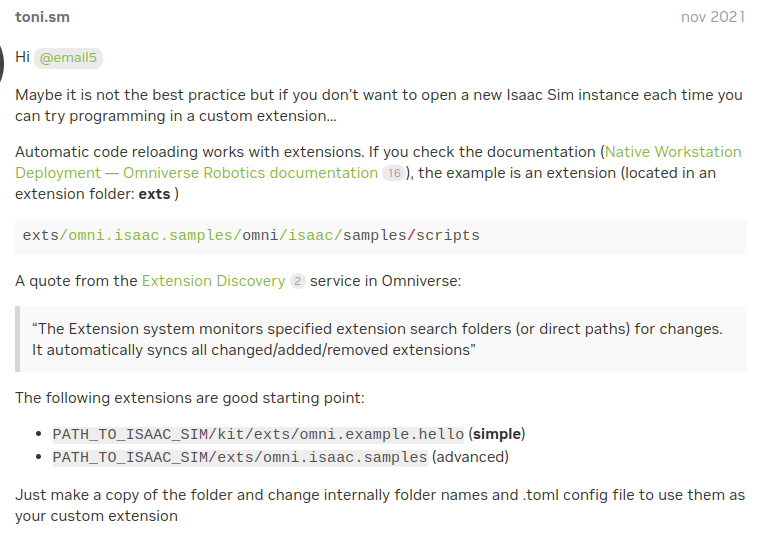 toni.sm nov 2021
Hi @email5
Maybe it is not the best practice but if you don’t want to open a new Isaac Sim instance each time you
can try programming in a custom extension…
Automatic code reloading works with extensions. If you check the documentation (Native Workstation
Deployment — Omniverse Robotics documentation 16), the example is an extension (located in an
extension folder: exts )
exts/omni.isaac.samples/omni/isaac/samples/scripts
A quote from the Extension Discovery 2 service in Omniverse:
“The Extension system monitors specified extension search folders (or direct paths) for changes.
It automatically syncs all changed/added/removed extensions”
The following extensions are good starting point:
• PATH_TO_ISAAC_SIM/kit/exts/omni.example.hello (simple)
• PATH_TO_ISAAC_SIM/exts/omni.isaac.samples (advanced)
Just make a copy of the folder and change internally folder names and .toml config file to use them as
your custom extension